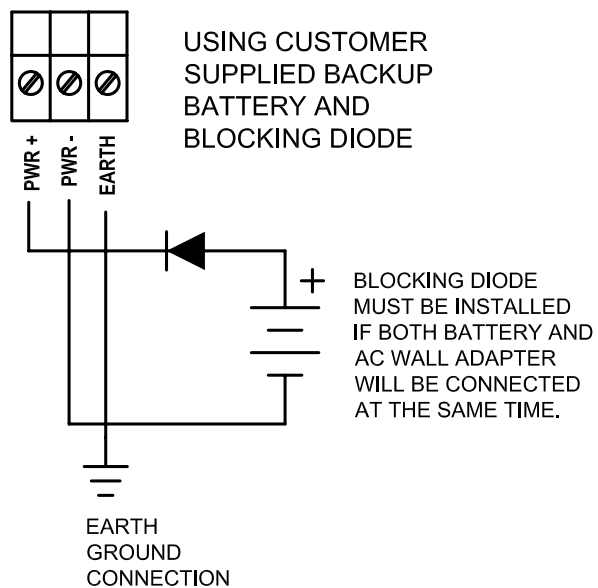 USING CUSTOMER
SUPPLIED BACKUP
BATTERY AND
BLOCKING DIODE
PWR +
PWR -
EARTH
+
BLOCKING DIODE
MUST BE INSTALLED
IF BOTH BATTERY AND
AC WALL ADAPTER
WILL BE CONNECTED
AT THE SAME TIME.
EARTH
GROUND
CONNECTION